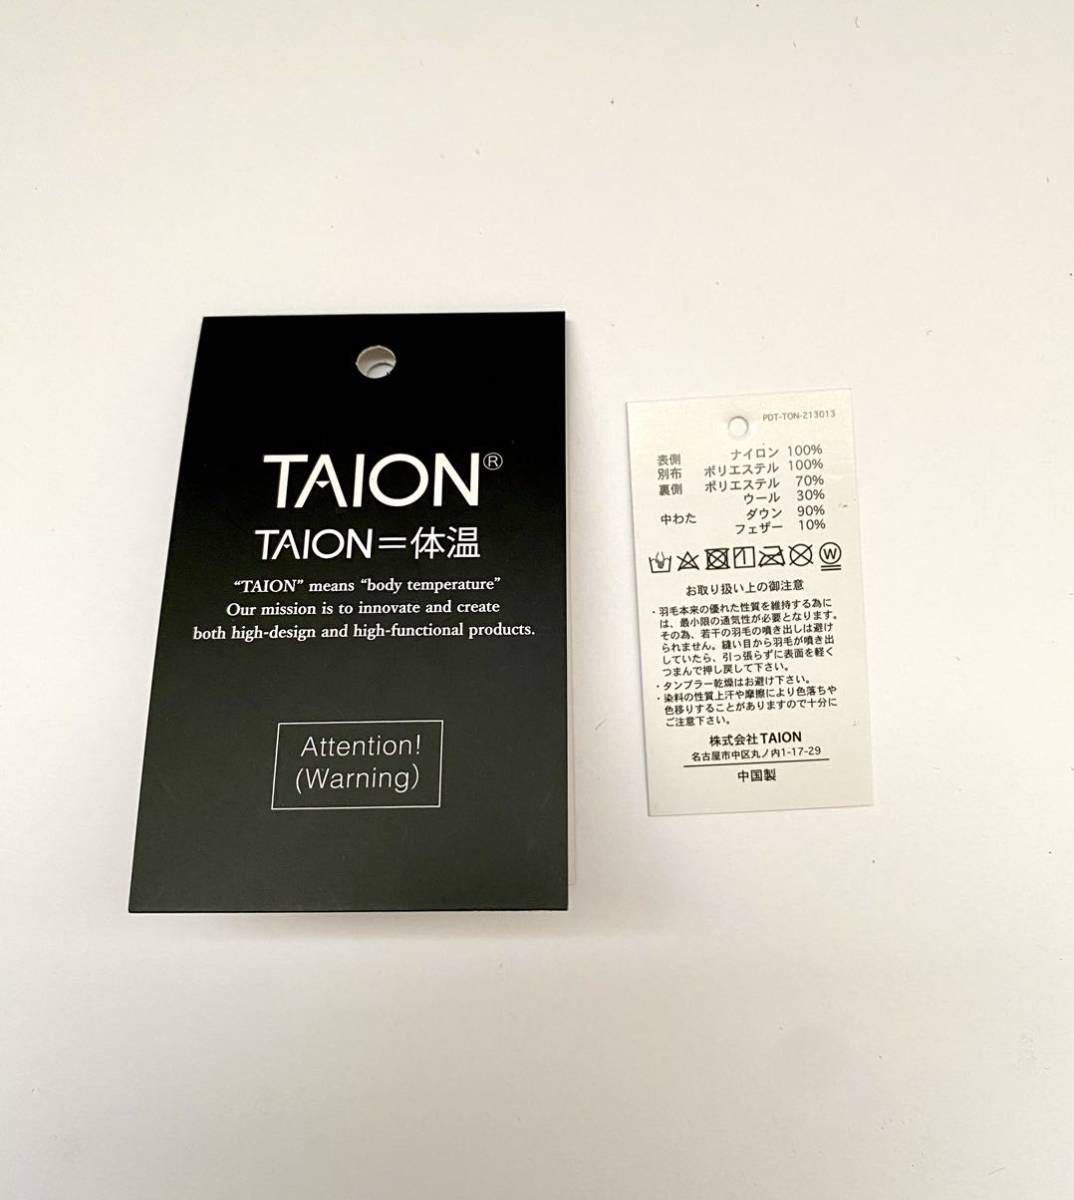 TAION®
TAION=体温
“TAION” means “body temperature”
Our mission is to innovate and create
both high-design and high-functional products.
Attention!
(Warning)
PDT-TON-213013
表側 ナイロン 100%
別布 ポリエステル 100%
裏側 ポリエステル 70%
ウール 30%
中わた ダウン 90%
フェザー 10%
W
お取り扱い上の御注意
・羽毛本来の優れた性質を維持する為に
は、最小限の通気性が必要となります。
その為、若干の羽毛の噴き出しは避け
られません。縫い目から羽毛が噴き出
していたら、引っ張らずに表面を軽く
つまんで押し戻して下さい。
・タンブラー乾燥はお避け下さい。
・染料の性質上汗や摩擦により色落ちや
色移りすることがありますので十分に
ご注意下さい。
株式会社TAION
名古屋市中区丸ノ内1-17-29
中国製